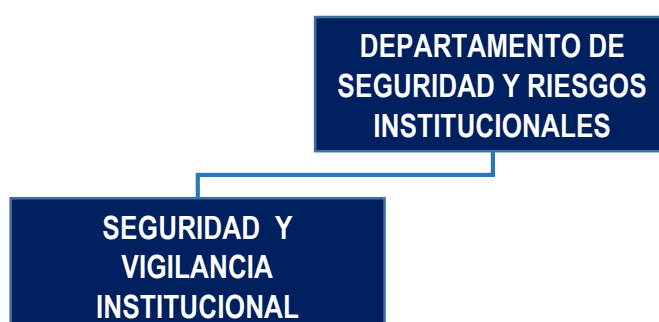 DEPARTAMENTO DE
SEGURIDAD Y RIESGOS
INSTITUCIONALES
SEGURIDAD Y
VIGILANCIA
INSTITUCIONAL